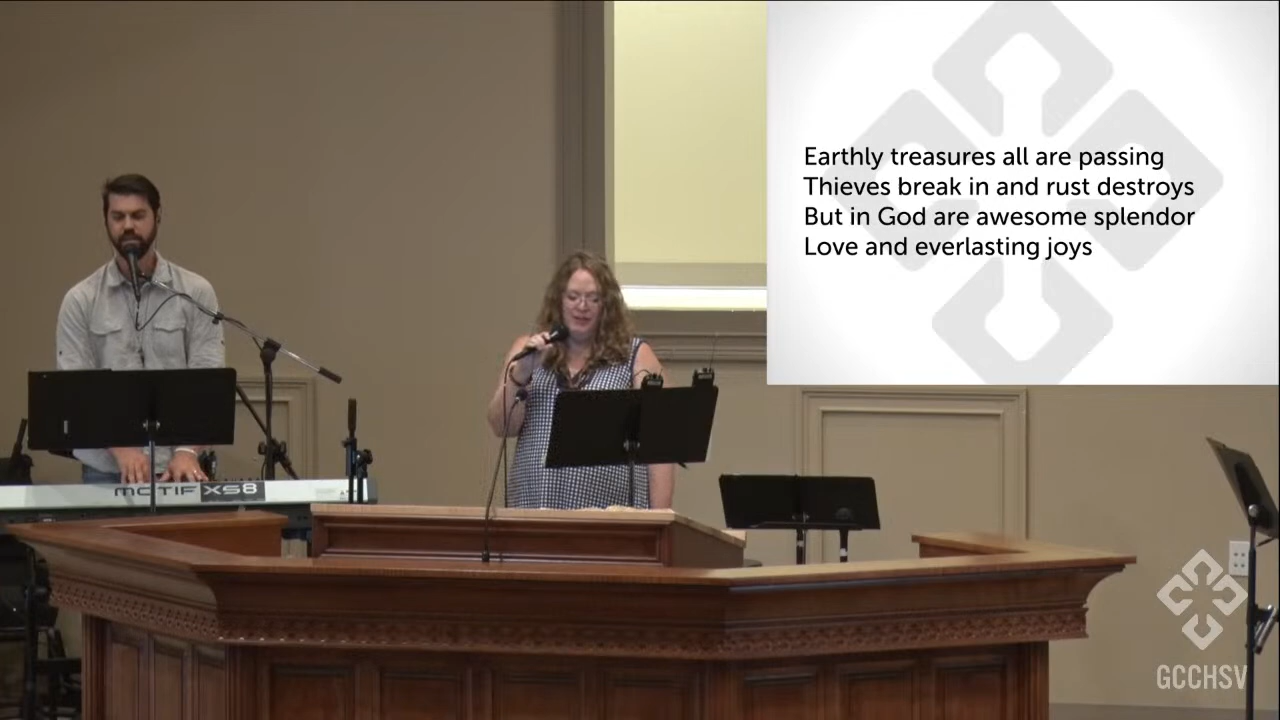 Earthly treasures all are passing
Thieves break in and rust destroys
But in God are awesome splendor
Love and everlasting joys
MOTIF XS8
GCCHSV